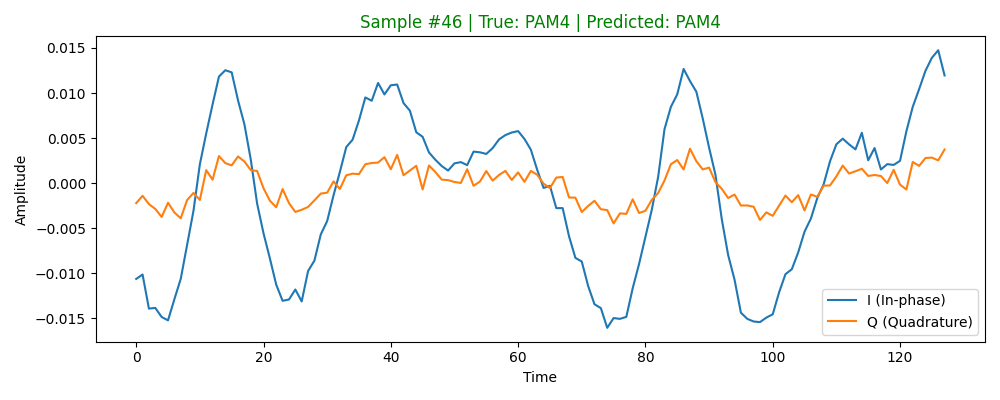 Sample #46 | True: PAM4 | Predicted: PAM4
0.015
0.010
0.005
0.000
−0.005
−0.010
−0.015
Amplitude
0
20
40
60
80
100
120
Time
I (In-phase)
Q (Quadrature)